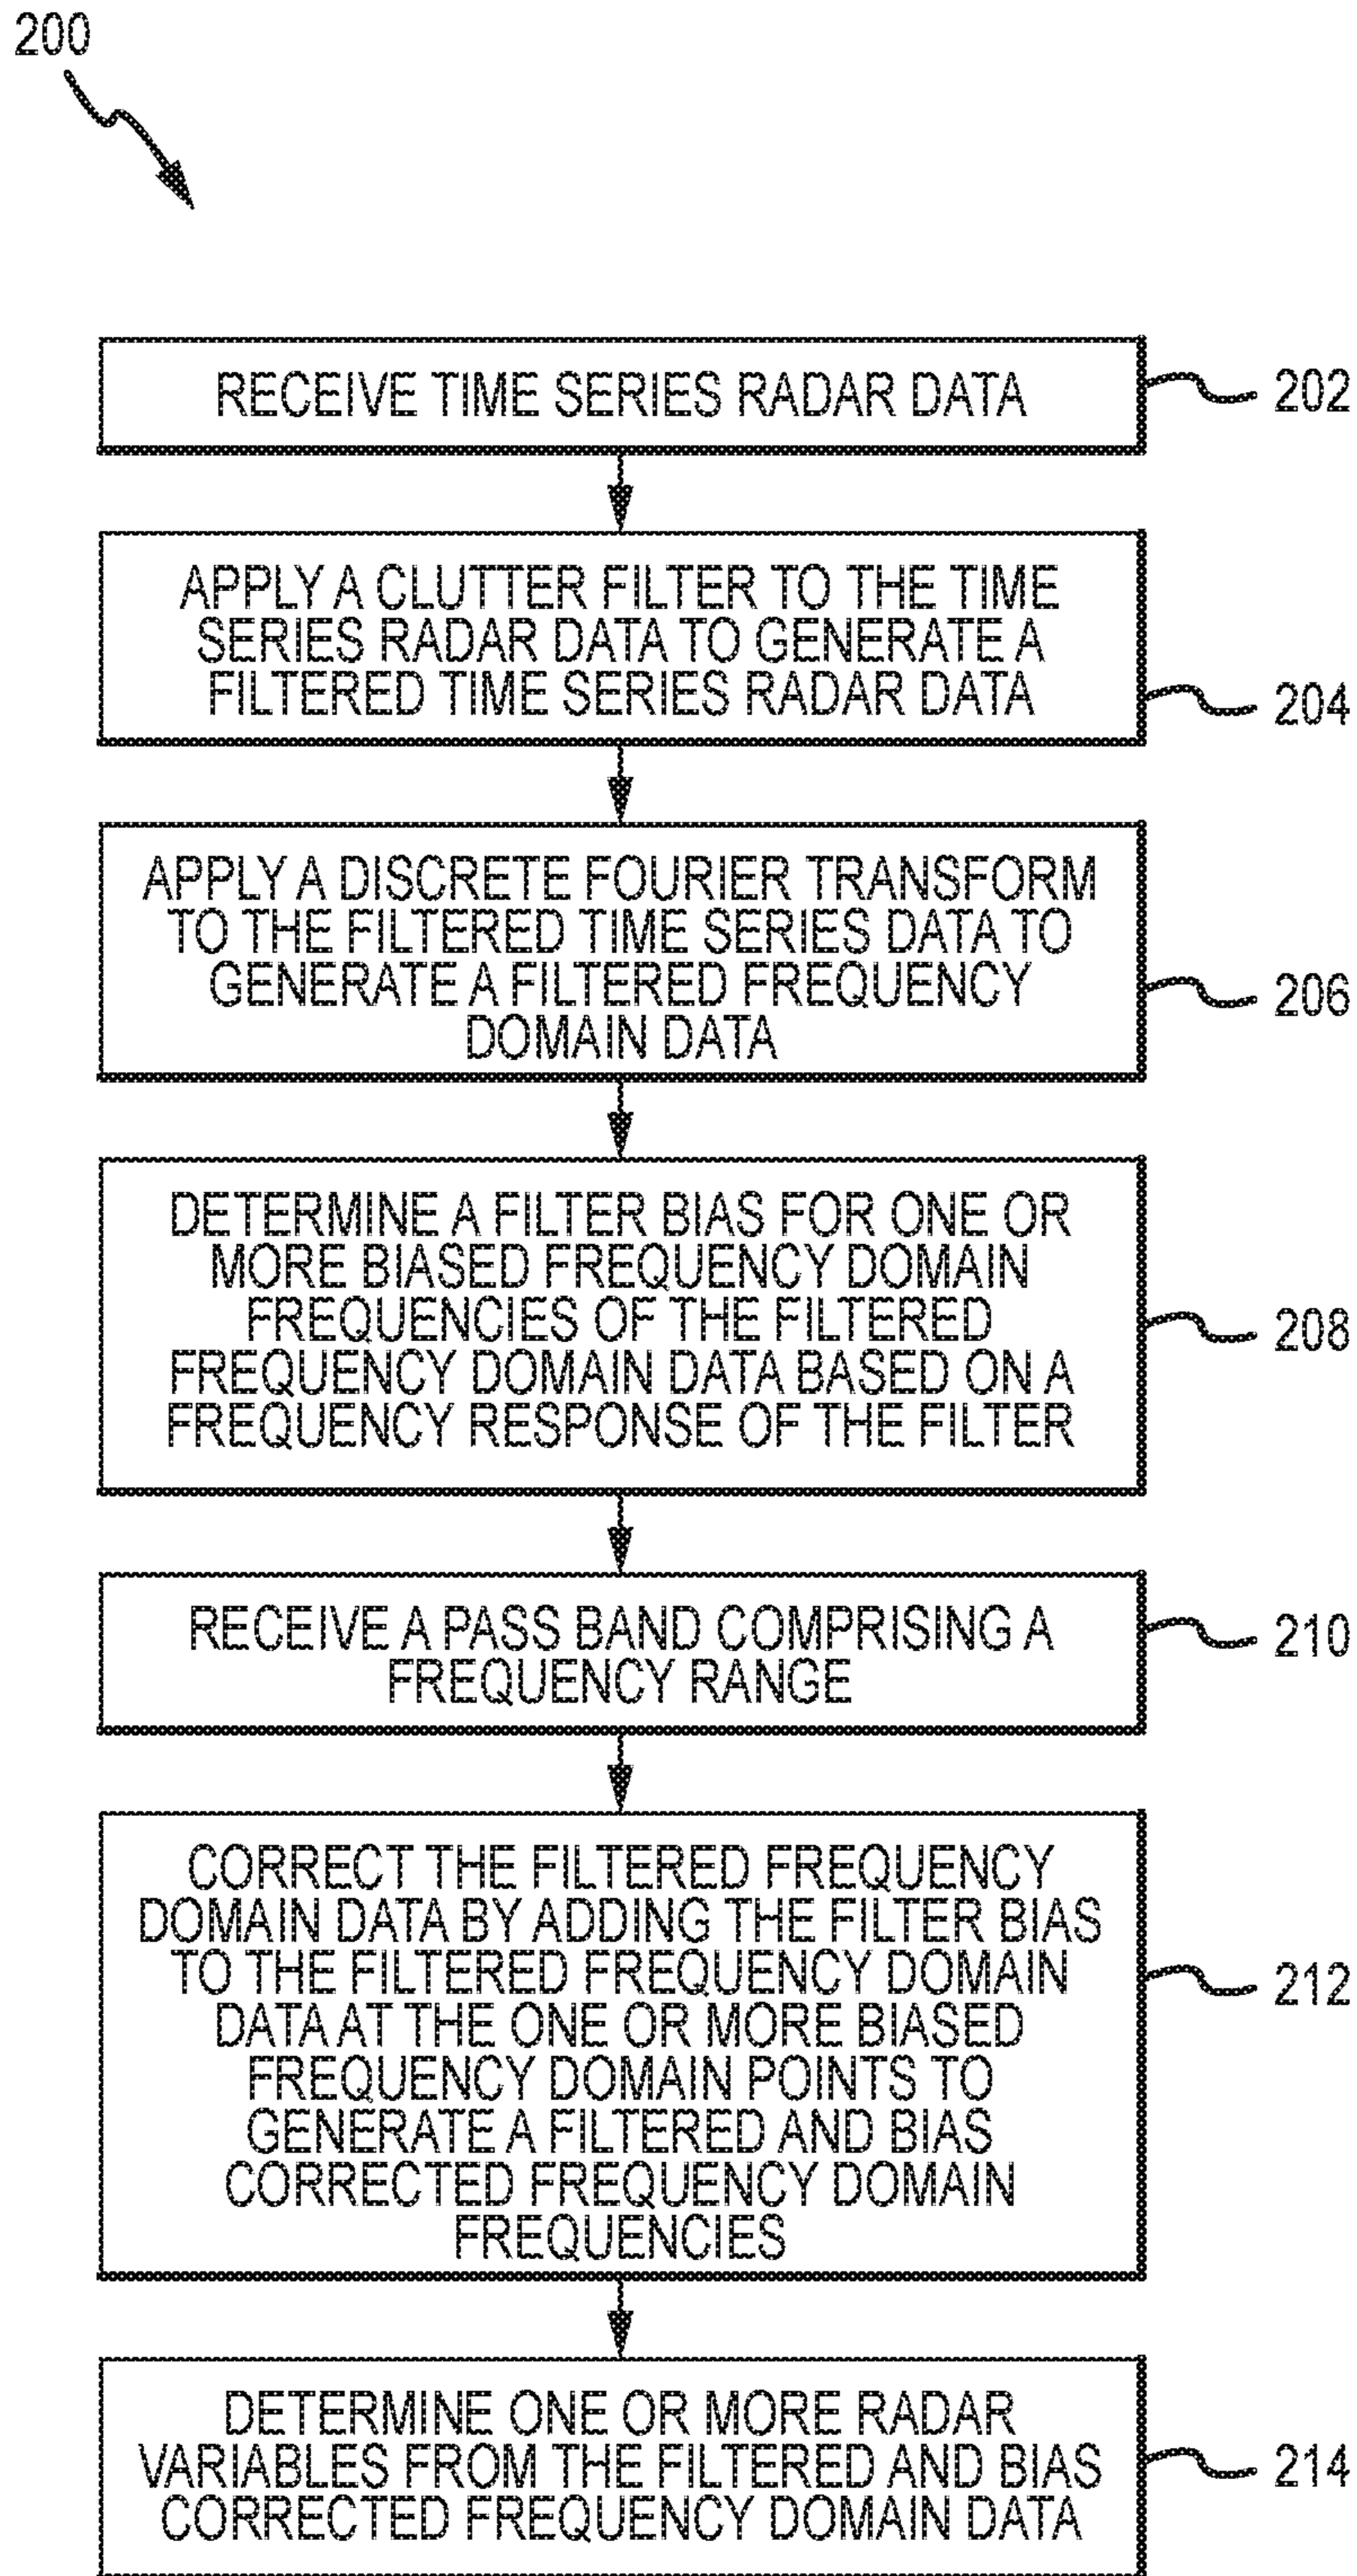 200
RECEIVE TIME SERIES RADAR DATA
202
APPLY A CLUTTER FILTER TO THE TIME
SERIES RADAR DATA TO GENERATE A
FILTERED TIME SERIES RADAR DATA
204
APPLY A DISCRETE FOURIER TRANSFORM
TO THE FILTERED TIME SERIES DATA TO
GENERATE A FILTERED FREQUENCY
DOMAIN DATA
206
DETERMINE A FILTER BIAS FOR ONE OR
MORE BIASED FREQUENCY DOMAIN
FREQUENCIES OF THE FILTERED
FREQUENCY DOMAIN DATA BASED ON A
FREQUENCY RESPONSE OF THE FILTER
208
RECEIVE A PASS BAND COMPRISING A
FREQUENCY RANGE
210
CORRECT THE FILTERED FREQUENCY
DOMAIN DATA BY ADDING THE FILTER BIAS
TO THE FILTERED FREQUENCY DOMAIN
DATA AT THE ONE OR MORE BIASED
FREQUENCY DOMAIN POINTS TO
GENERATE A FILTERED AND BIAS
CORRECTED FREQUENCY DOMAIN
FREQUENCIES
212
DETERMINE ONE OR MORE RADAR
VARIABLES FROM THE FILTERED AND BIAS
CORRECTED FREQUENCY DOMAIN DATA
214